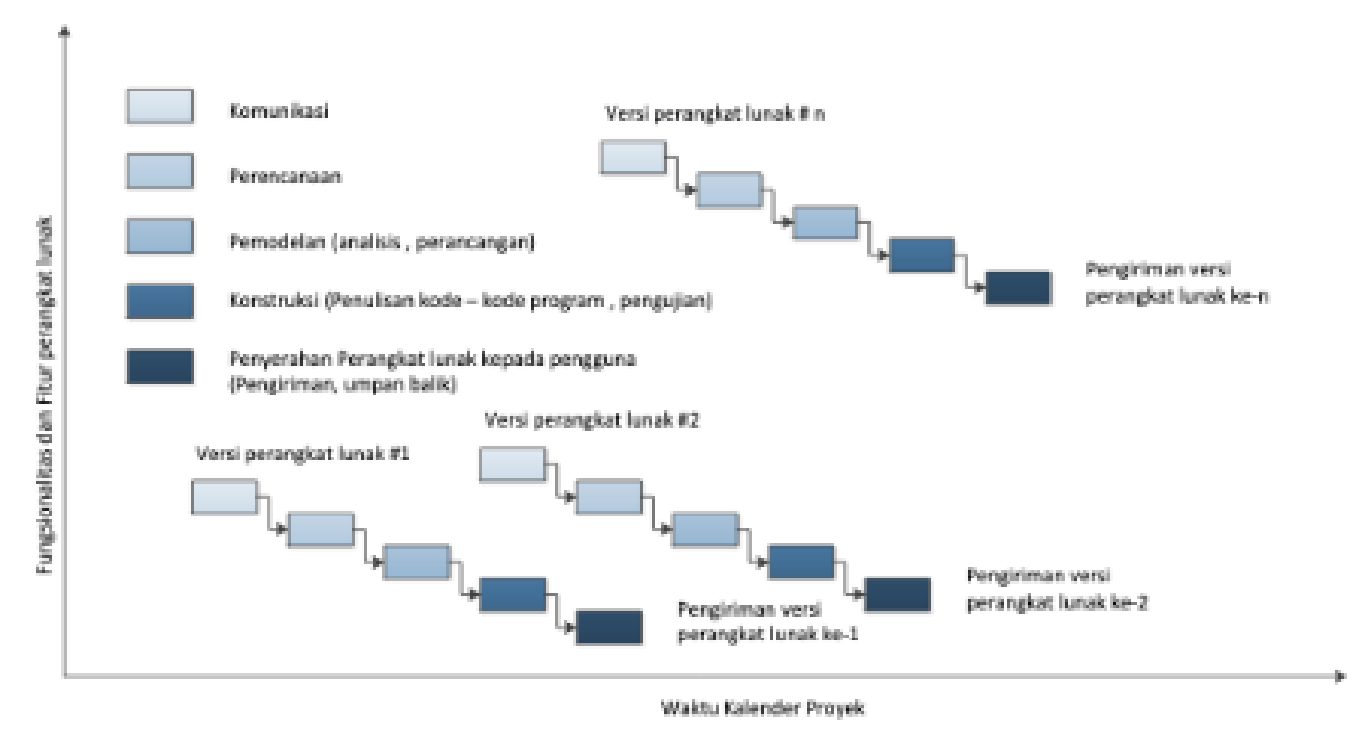 Komunikasi
Versi perangkat lunak # n
Perencanaan
Pemodelan (analisis , perancangan)
Pengiriman versi
perangkat lunak ke-n
Konstruksi (Penulisan kode – kode program , pengujian)
Penyerahan Perangkat lunak kepada pengguna
(Pengiriman, umpan balik)
Versi perangkat lunak #2
Versi perangkat lunak #1
Pengiriman versi
perangkat lunak ke-2
Pengiriman versi
perangkat lunak ke-1
Fungsionalitas dan Fitur perangkat lunak
Waktu Kalender Proyek